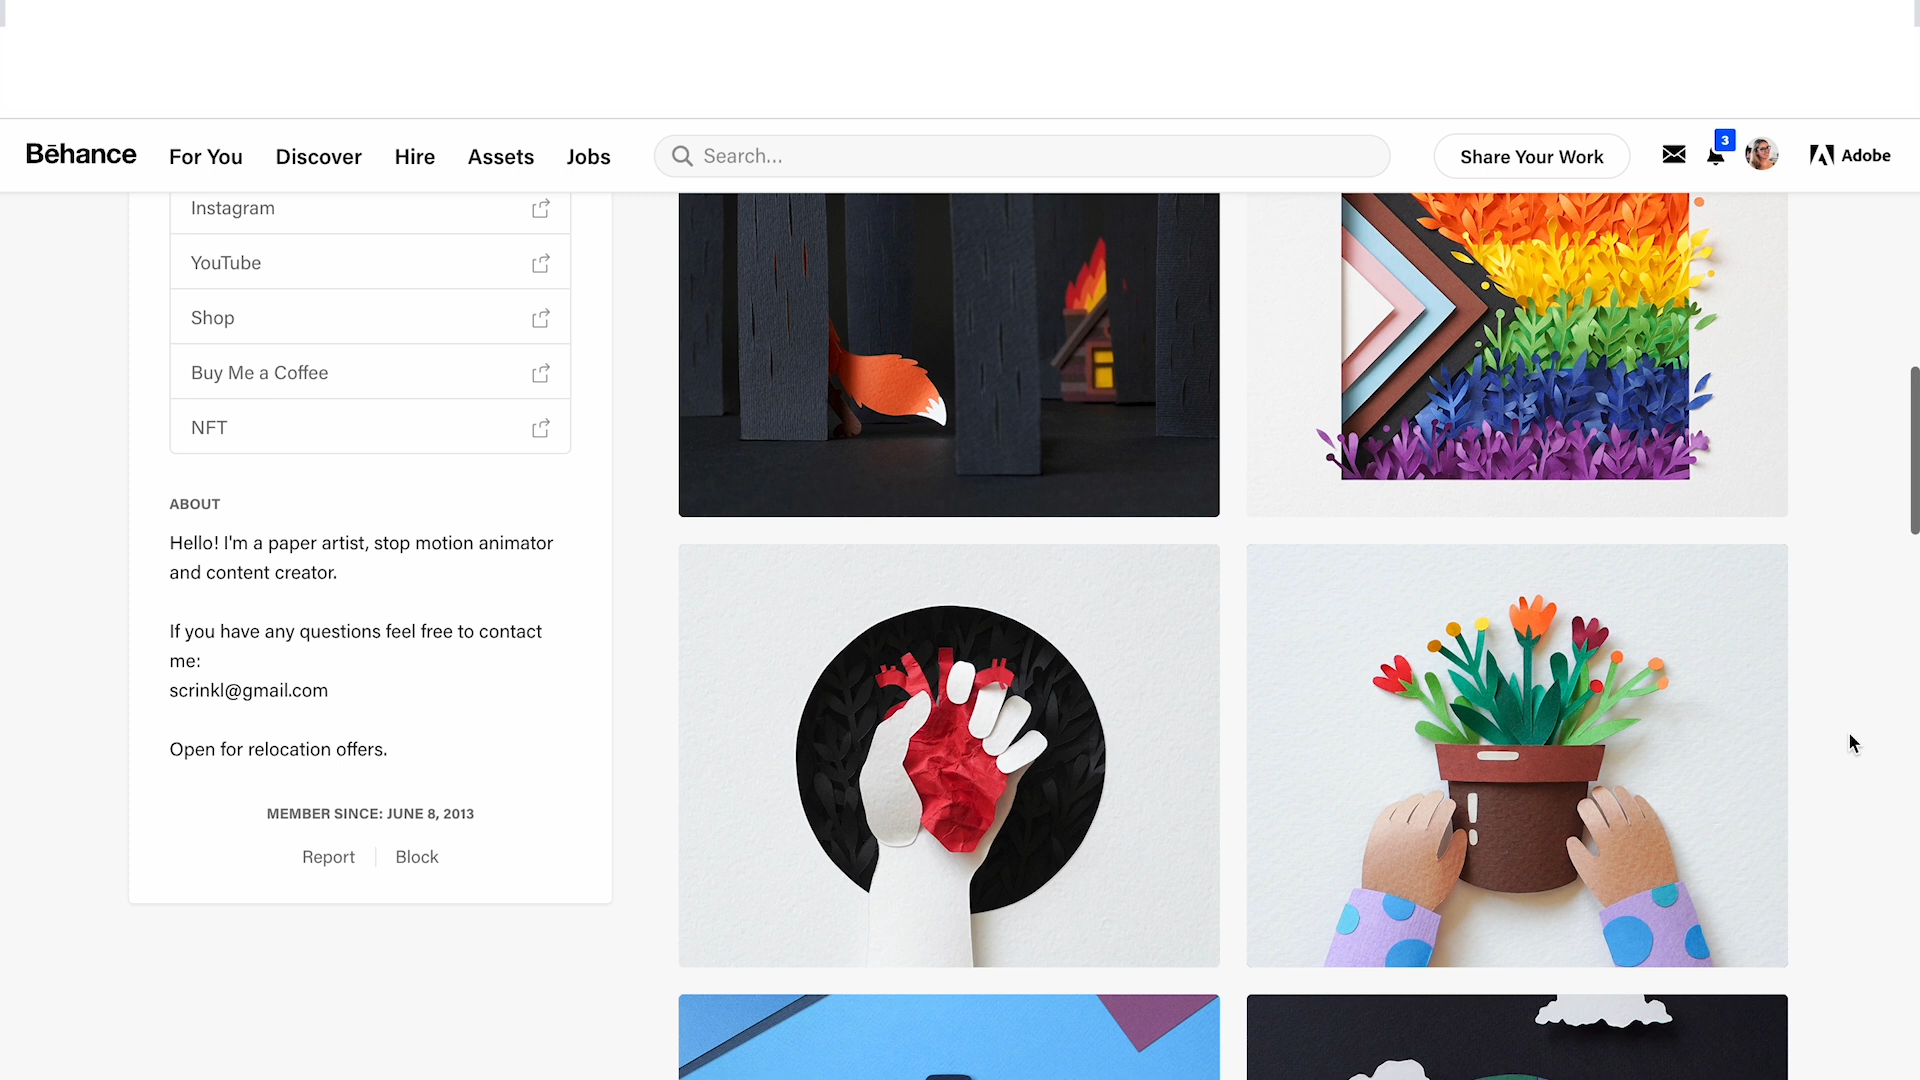 Bēhance
For You
Discover
Hire
Assets
Jobs
Search...
Share Your Work
3
Adobe
Instagram
YouTube
Shop
Buy Me a Coffee
NFT
ABOUT
Hello! I'm a paper artist, stop motion animator
and content creator.
If you have any questions feel free to contact
me:
scrinkl@gmail.com
Open for relocation offers.
MEMBER SINCE: JUNE 8, 2013
Report
Block